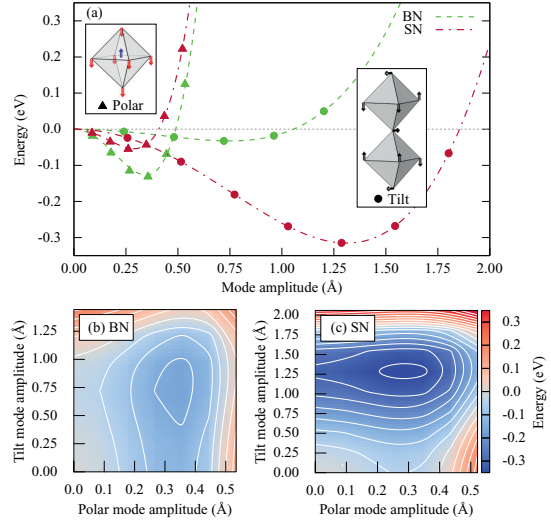 (a)
BN
SN
Polar
Tilt
Energy (eV)
0.3
0.2
0.1
0.0
-0.1
-0.2
-0.3
0.00 0.25 0.50 0.75 1.00 1.25 1.50 1.75 2.00
Mode amplitude (Å)
(b) BN
Tilt mode amplitude (Å)
1.25
1.00
0.75
0.50
0.25
0.00
0.0 0.1 0.2 0.3 0.4 0.5
Polar mode amplitude (Å)
(c) SN
Tilt mode amplitude (Å)
2.00
1.75
1.50
1.25
1.00
0.75
0.50
0.25
0.00
0.0 0.1 0.2 0.3 0.4 0.5
Polar mode amplitude (Å)
0.3
0.2
0.1
0.0
-0.1
-0.2
-0.3
Energy (eV)